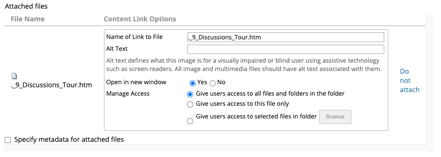 Attached files
File Name Content Link Options
._9_Discussions_Tour.htm
Name of Link to File ._9_Discussions_Tour.htm
Alt Text
Alt text defines what this image is for a visually impaired or blind user using assistive technology
such as screen readers. All image and multimedia files should have alt text associated with them.
Open in new window Yes No
Manage Access Give users access to all files and folders in the folder
Give users access to this file only
Give users access to selected files in folder Browse
Do
not
attach
Specify metadata for attached files